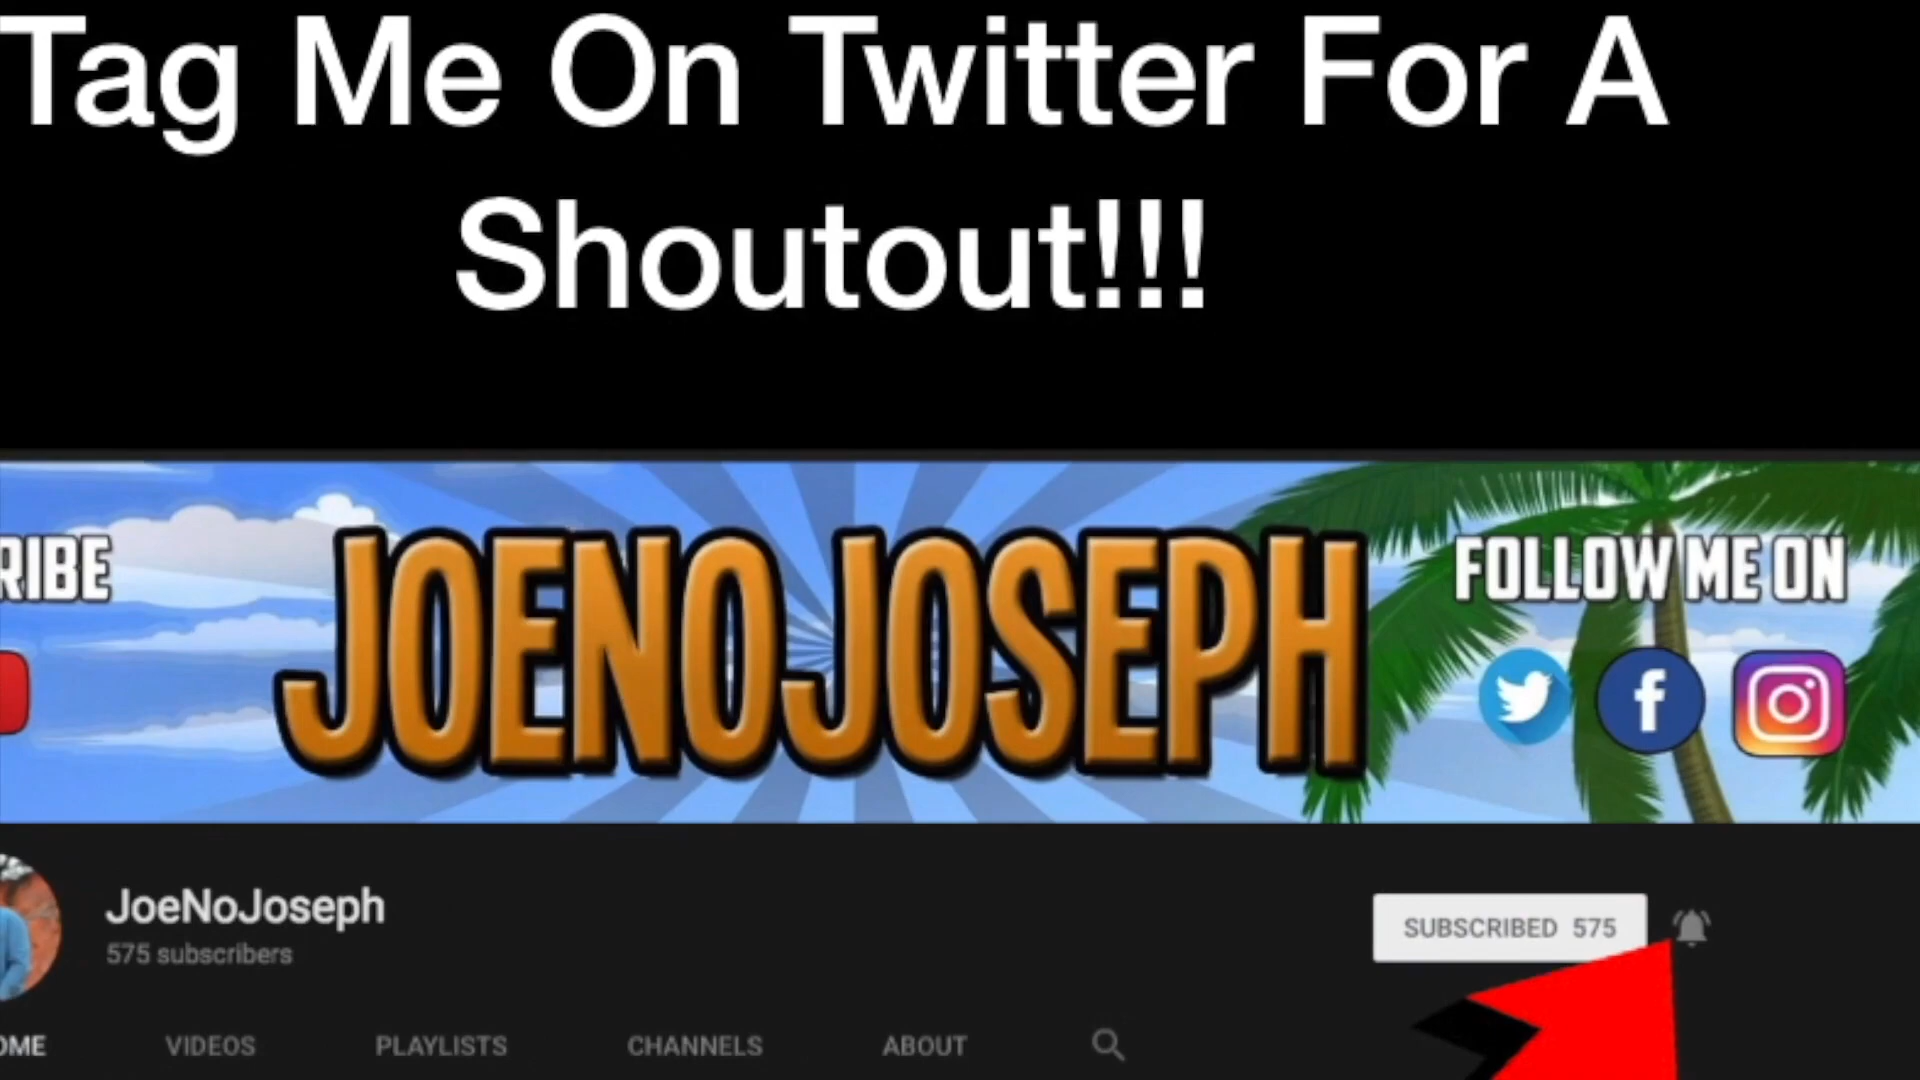 Tag Me On Twitter For A
Shoutout!!!
RIBE
JOENOJOSEPH
FOLLOW ME ON
JoeNoJoseph
575 subscribers
SUBSCRIBED 575
OME
VIDEOS
PLAYLISTS
CHANNELS
ABOUT